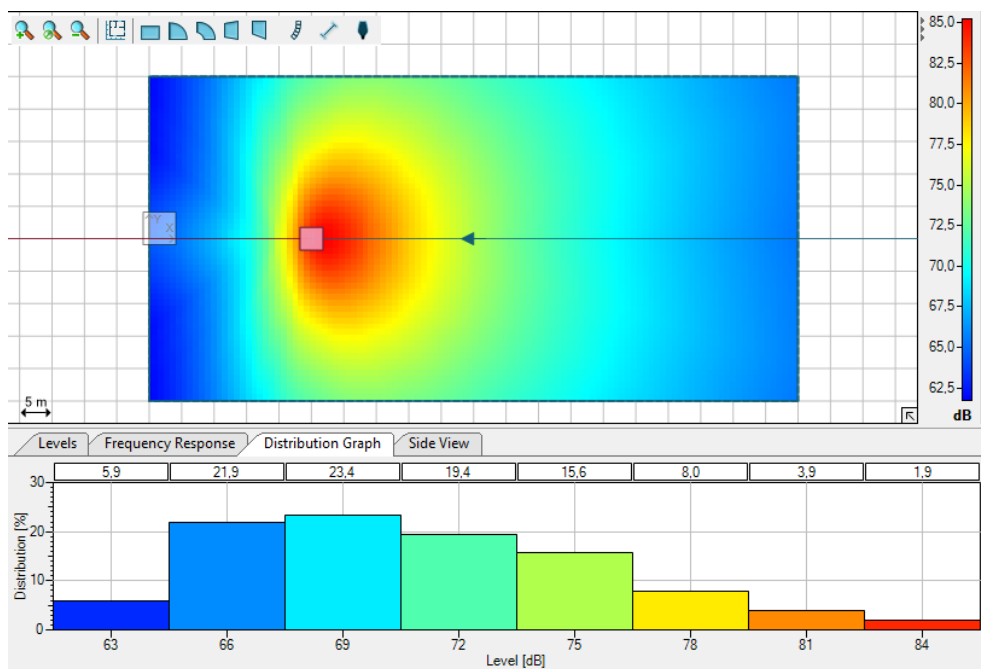 85,0
82,5
80,0
77,5
75,0
72,5
70,0
67,5
65,0
62,5
dB
Y
X
5 m
Levels Frequency Response Distribution Graph Side View
5,9 21,9 23,4 19,4 15,6 8,0 3,9 1,9
30
20
10
0
Distribution [%]
63 66 69 72 75 78 81 84
Level [dB]